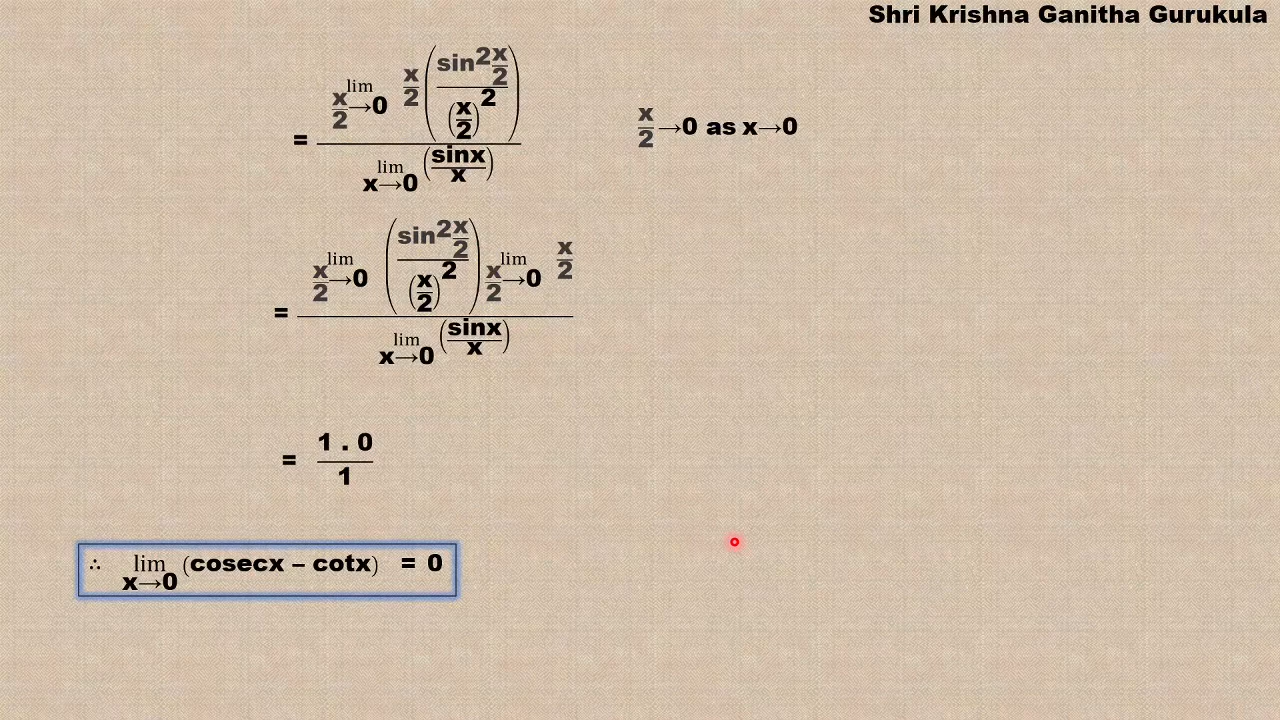 Shri Krishna Ganitha Gurukula
= lim x/2→0 x/2 (sin²x/2 / (x/2)²) / lim x→0 (sinx/x)
x/2 →0 as x→0
= lim x/2→0 (sin²x/2 / (x/2)²) lim x/2→0 x/2 / lim x→0 (sinx/x)
= 1 . 0 / 1
∴ lim x→0 (cosecx – cotx) = 0